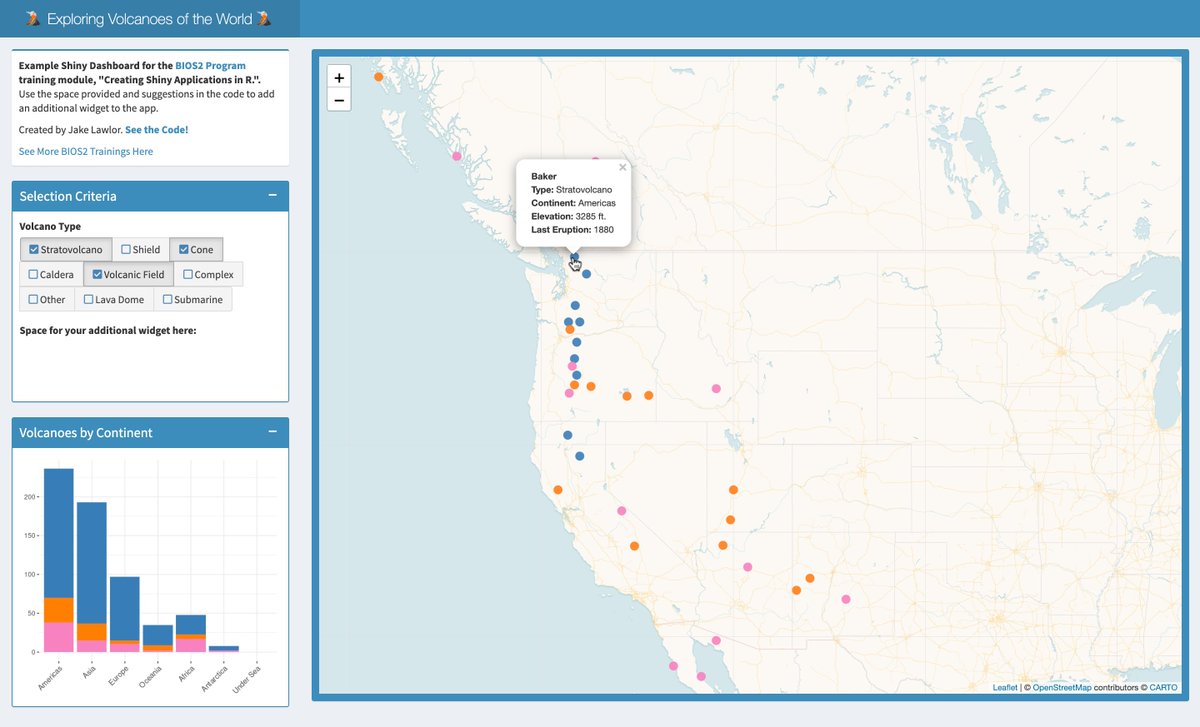 🌋 Exploring Volcanoes of the World 🌋
Example Shiny Dashboard for the BIOS2 Program
training module, "Creating Shiny Applications in R.".
Use the space provided and suggestions in the code to add
an additional widget to the app.
Created by Jake Lawlor. See the Code!
See More BIOS2 Trainings Here
Selection Criteria −
Volcano Type
Stratovolcano Shield Cone
Caldera Volcanic Field Complex
Other Lava Dome Submarine
Space for your additional widget here:
Volcanoes by Continent −
200
150
100
50
0
Americas Asia Europe Oceania Africa Antarctica Under Sea
+
−
Baker ×
Type: Stratovolcano
Continent: Americas
Elevation: 3285 ft.
Last Eruption: 1880
Leaflet | © OpenStreetMap contributors © CARTO